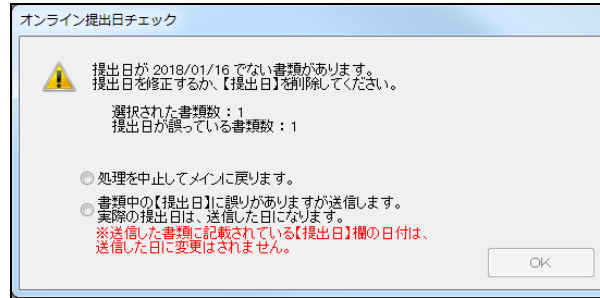 オンライン提出日チェック
提出日が 2018/01/16 でない書類があります。
提出日を修正するか、【提出日】を削除してください。
選択された書類数：1
提出日が誤っている書類数：1
処理を中止してメインに戻ります。
書類中の【提出日】に誤りがありますが送信します。
実際の提出日は、送信した日になります。
※送信した書類に記載されている【提出日】欄の日付は、
送信した日に変更はされません。
OK